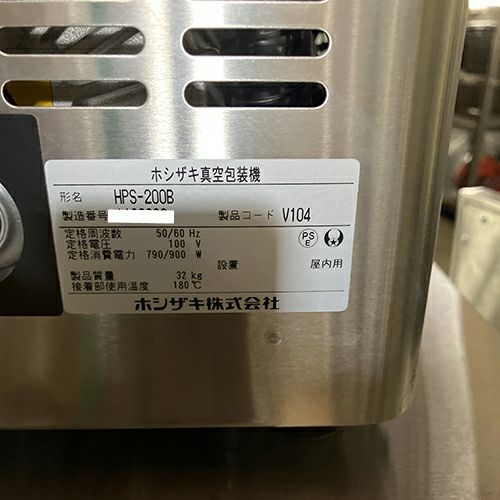 ホシザキ真空包装機
形名 HPS-200B
製造番号 製品コード V104
定格周波数 50/60 Hz
定格電圧 100 V
定格消費電力 790/900 W
PS E
設置 屋内用
製品質量 32 kg
接着部使用温度 180℃
ホシザキ株式会社